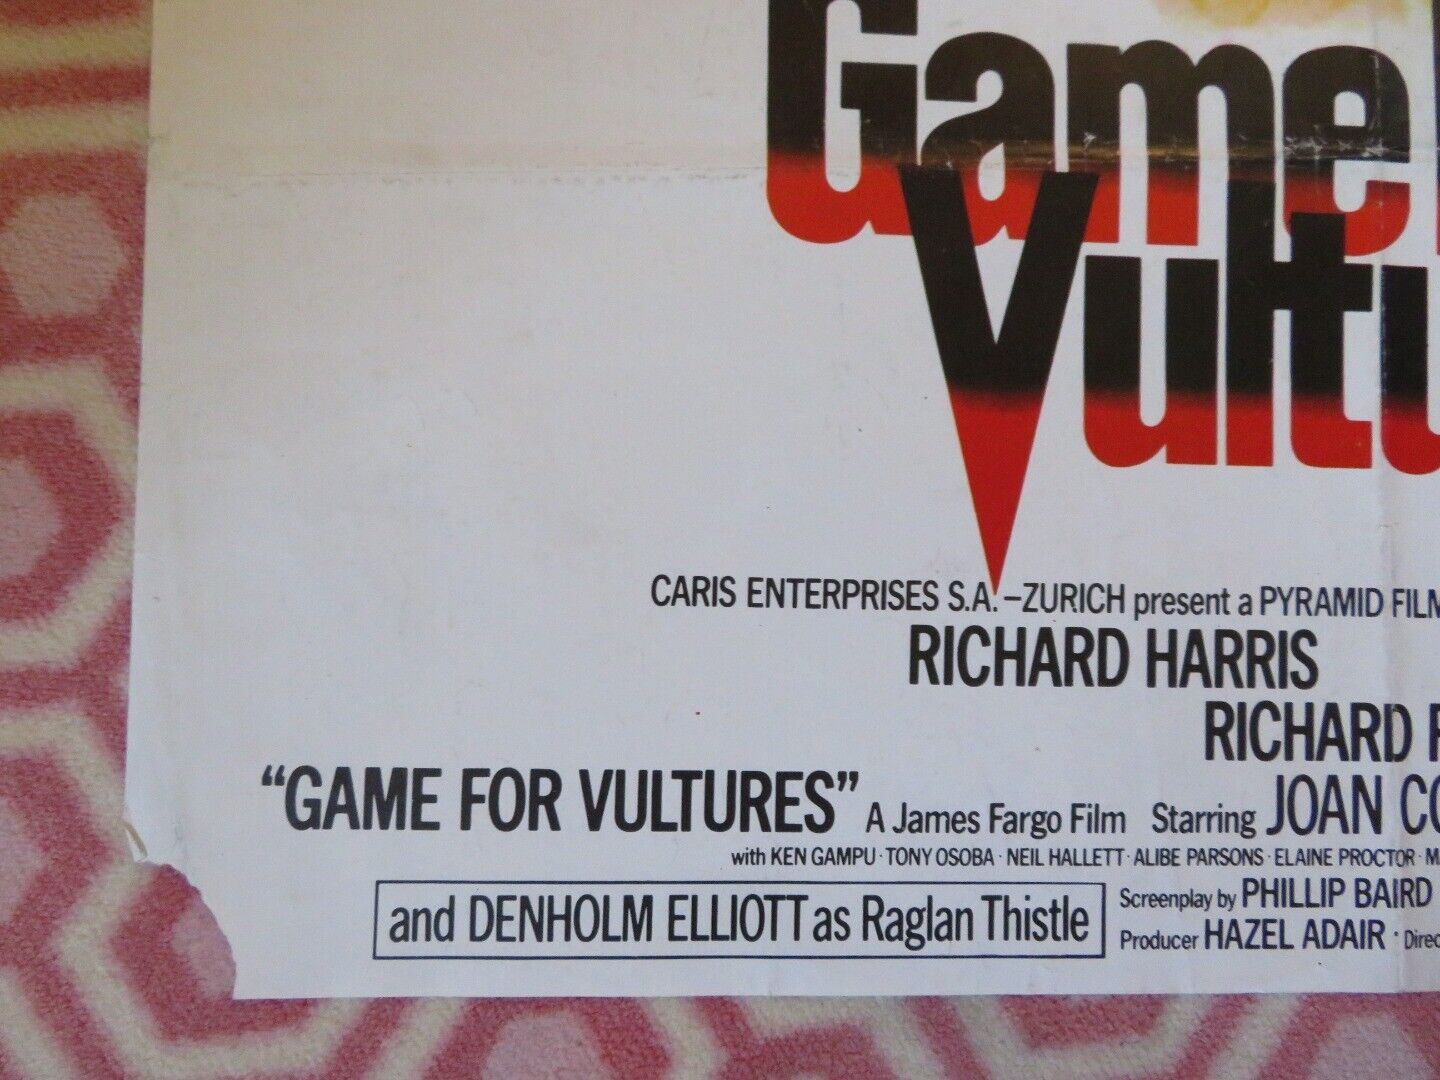 Game
Vultu
CARIS ENTERPRISES S.A. –ZURICH present a PYRAMID FILM
RICHARD HARRIS
RICHARD
"GAME FOR VULTURES" A James Fargo Film Starring JOAN CO
with KEN GAMPU · TONY OSOBA · NEIL HALLETT · ALIBE PARSONS · ELAINE PROCTOR · M
and DENHOLM ELLIOTT as Raglan Thistle
Screenplay by PHILLIP BAIRD
Producer HAZEL ADAIR · Direc